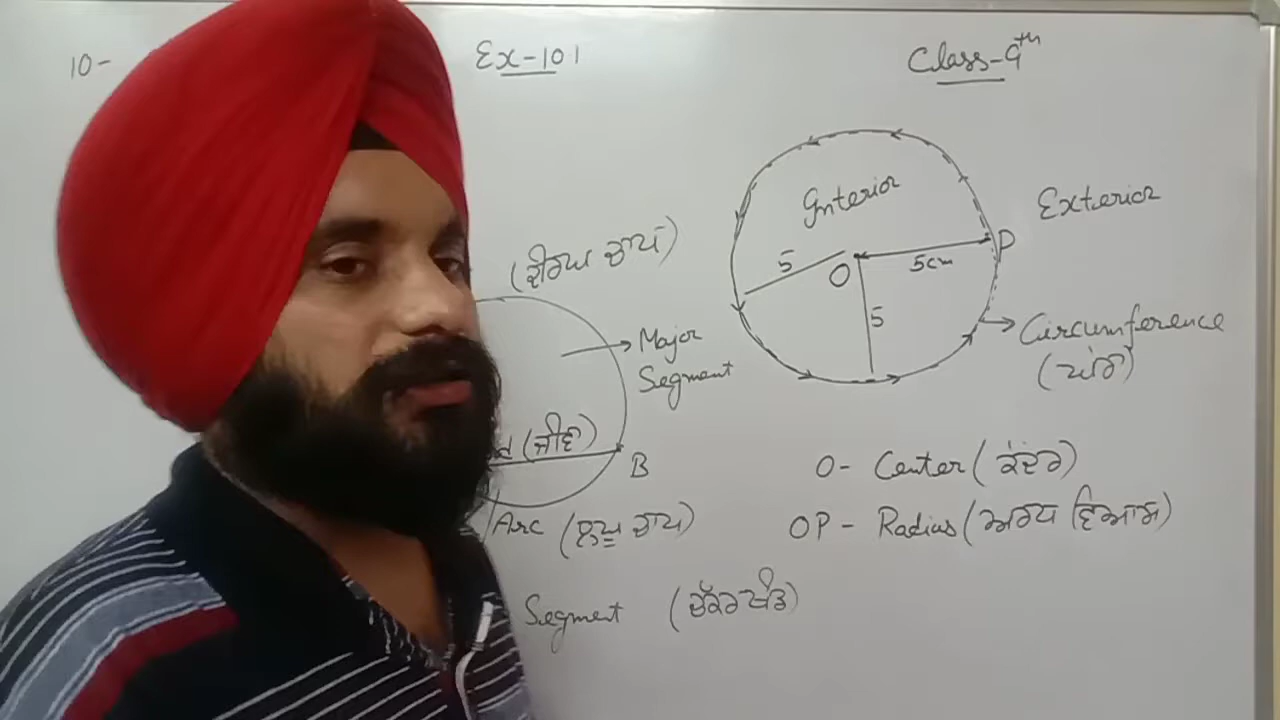 10-
Ex-10.1
Class-9th
Interior
Exterior
(ਦੀਰਘ ਚਾਪ)
P
5
O
5cm
5
Major
Segment
Circumference
(ਘੇਰਾ)
(ਜੀਵਾ)
B
O- Center (ਕੇਂਦਰ)
Arc (ਲਘੂ ਚਾਪ)
OP - Radius (ਅਰਧ ਵਿਆਸ)
Segment (ਚੱਕਰਖੰਡ)